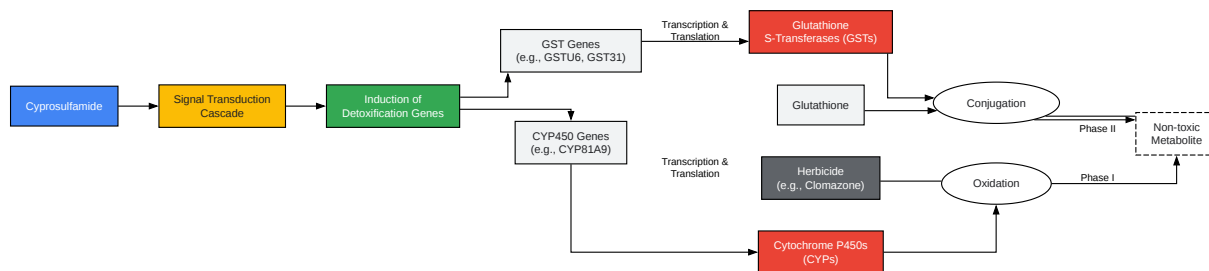 Cyprosulfamide
Signal Transduction
Cascade
Induction of
Detoxification Genes
GST Genes
(e.g., GSTU6, GST31)
CYP450 Genes
(e.g., CYP81A9)
Transcription &
Translation
Glutathione
S-Transferases (GSTs)
Glutathione
Conjugation
Phase II
Non-toxic
Metabolite
Transcription &
Translation
Herbicide
(e.g., Clomazone)
Oxidation
Phase I
Cytochrome P450s
(CYPs)